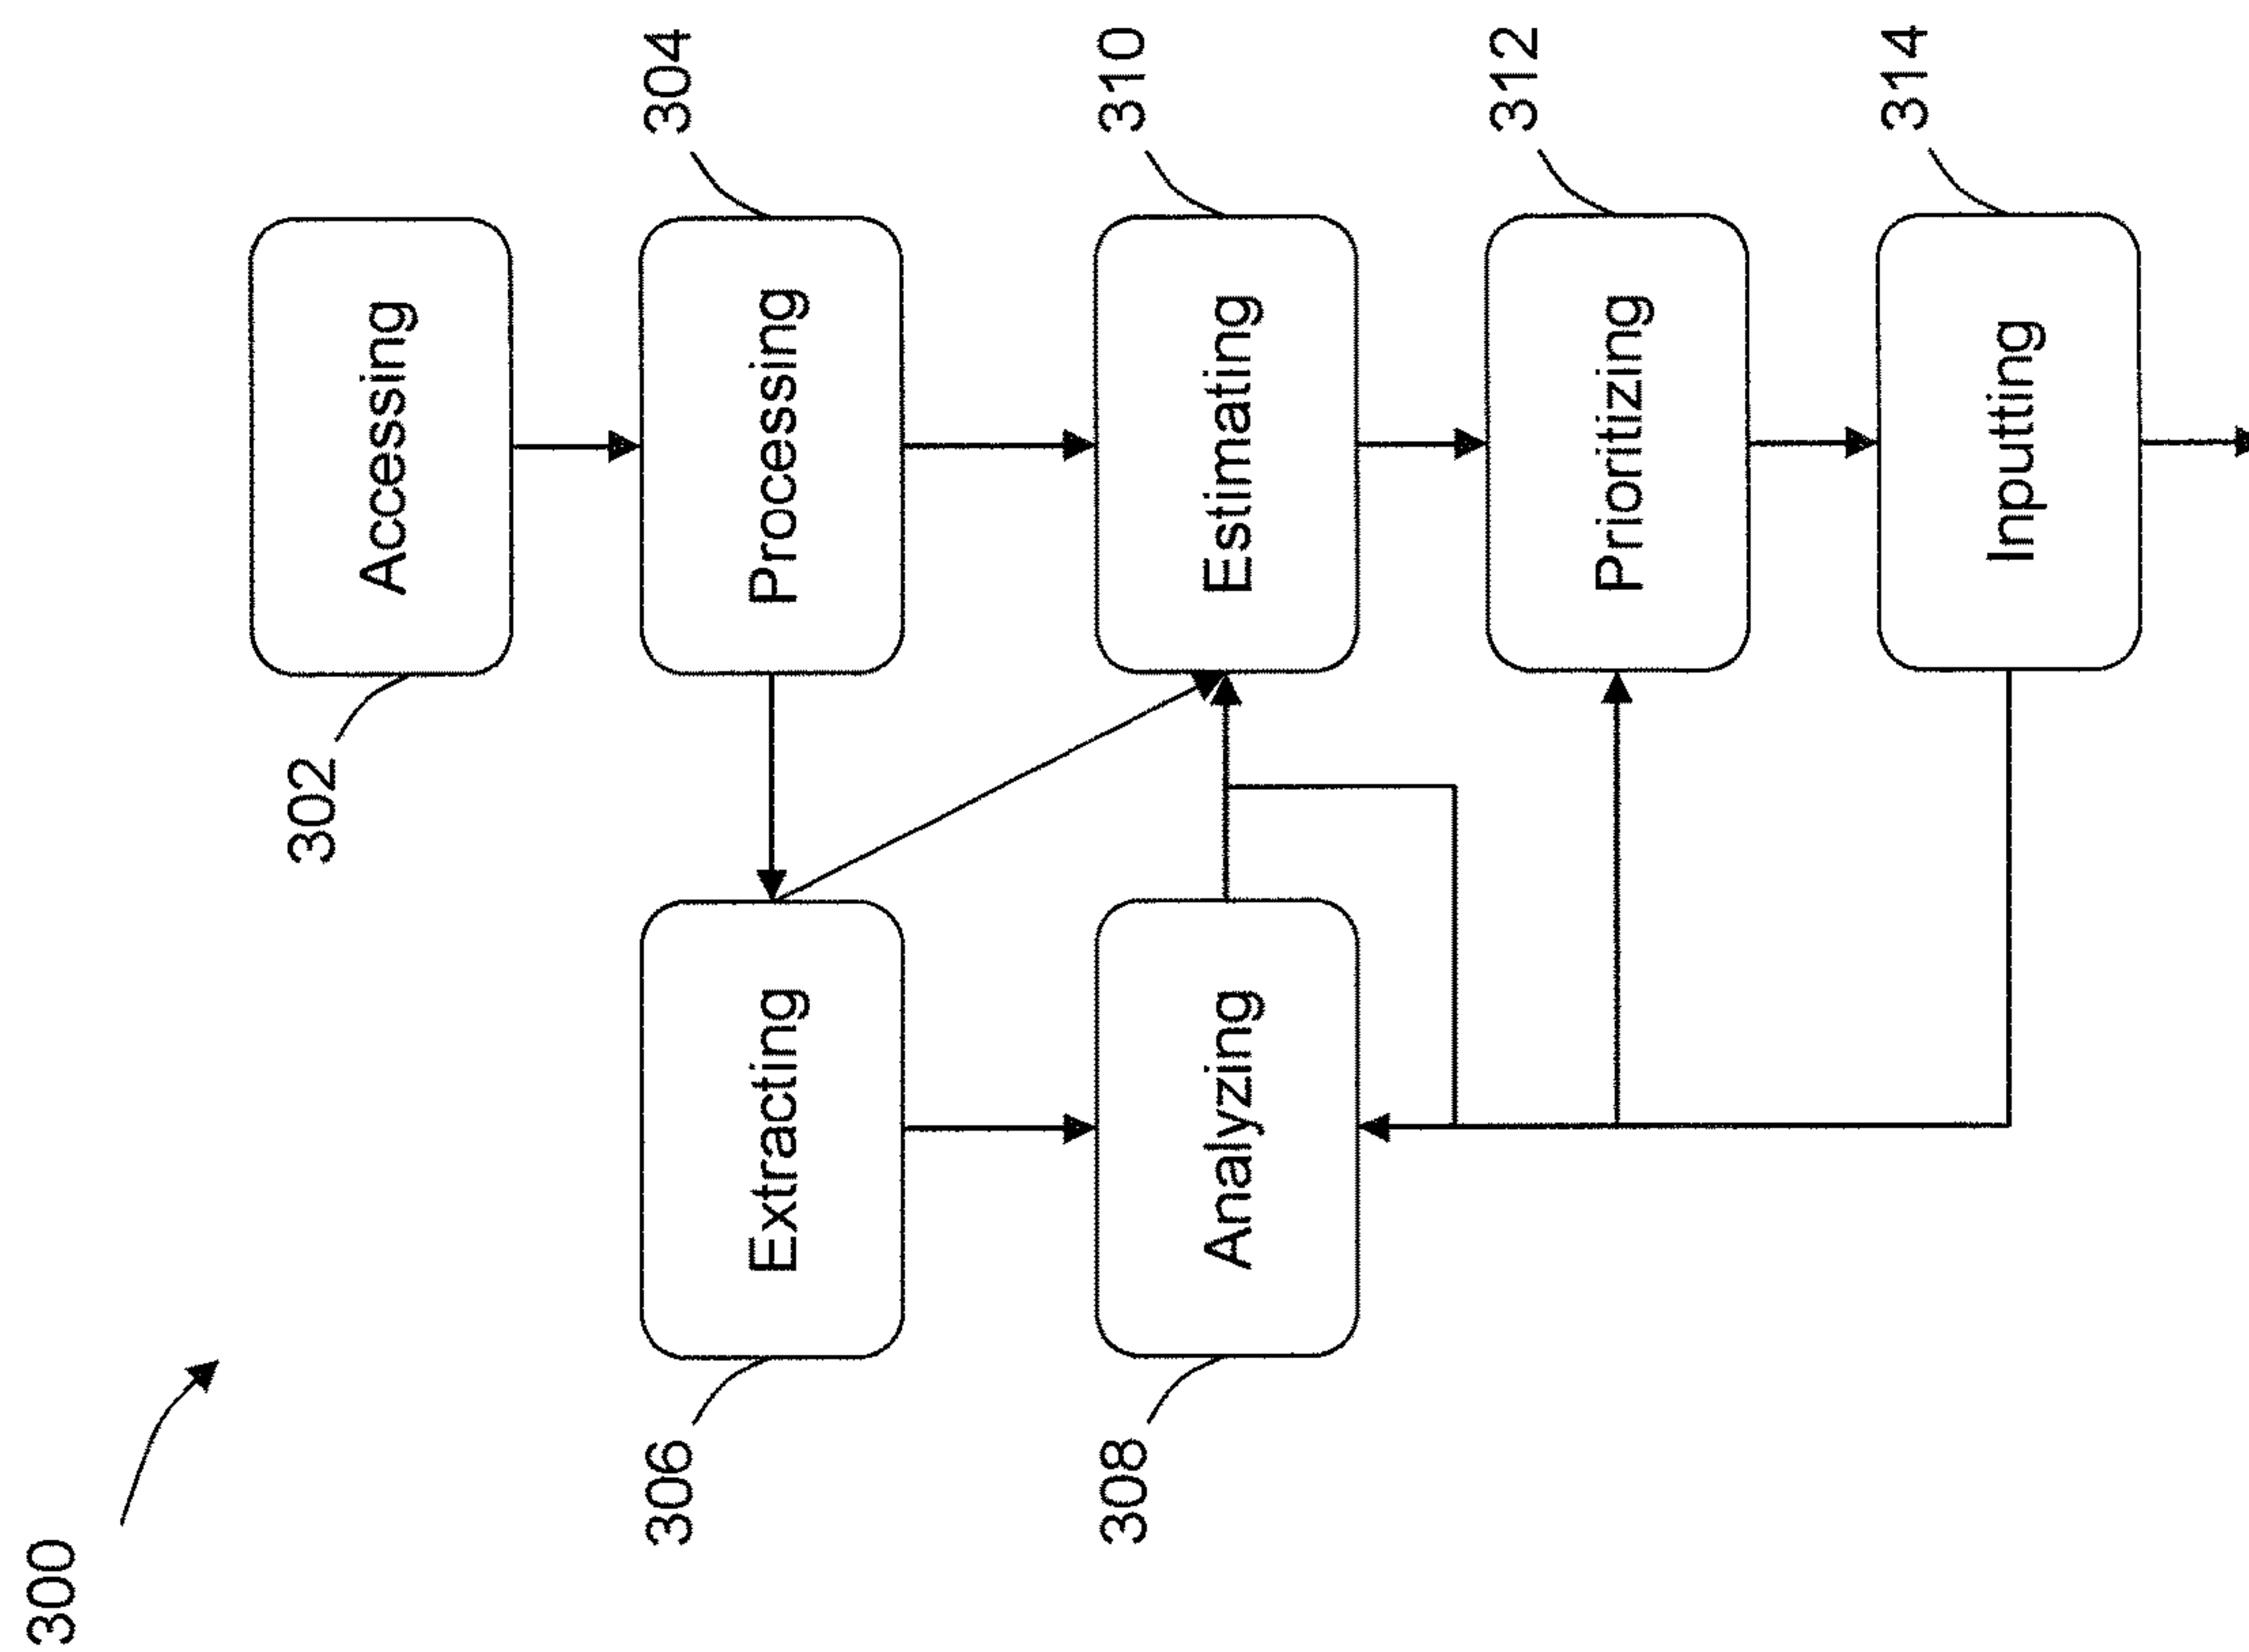 300
302
Accessing
304
Processing
306
Extracting
308
Analyzing
310
Estimating
312
Prioritizing
314
Inputting